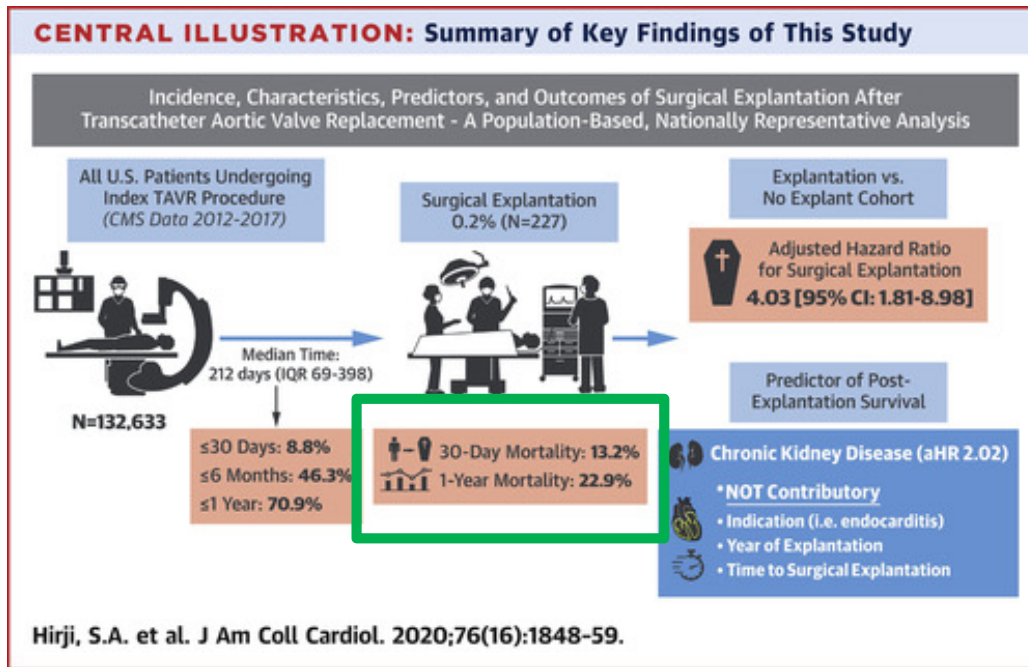 CENTRAL ILLUSTRATION: Summary of Key Findings of This Study
Incidence, Characteristics, Predictors, and Outcomes of Surgical Explantation After
Transcatheter Aortic Valve Replacement - A Population-Based, Nationally Representative Analysis
All U.S. Patients Undergoing
Index TAVR Procedure
(CMS Data 2012-2017)
N=132,633
Median Time:
212 days (IQR 69-398)
≤30 Days: 8.8%
≤6 Months: 46.3%
≤1 Year: 70.9%
Surgical Explantation
0.2% (N=227)
30-Day Mortality: 13.2%
1-Year Mortality: 22.9%
Explantation vs.
No Explant Cohort
Adjusted Hazard Ratio
for Surgical Explantation
4.03 [95% CI: 1.81-8.98]
Predictor of Post-
Explantation Survival
Chronic Kidney Disease (aHR 2.02)
*NOT Contributory
• Indication (i.e. endocarditis)
• Year of Explantation
• Time to Surgical Explantation
Hirji, S.A. et al. J Am Coll Cardiol. 2020;76(16):1848-59.